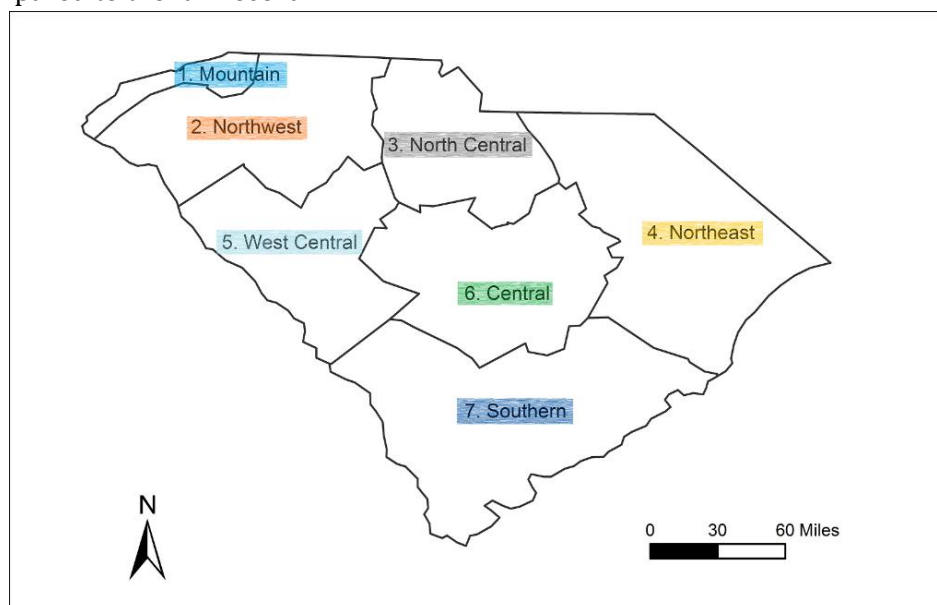 1. Mountain
2. Northwest
3. North Central
4. Northeast
5. West Central
6. Central
7. Southern
N
0 30 60 Miles